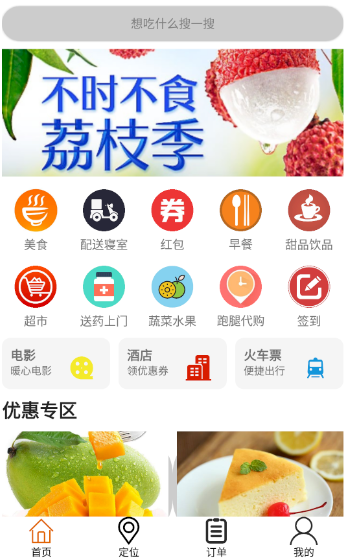 想吃什么搜一搜
不时不食
荔枝季
美食 配送寝室 红包 早餐 甜品饮品
券
超市 送药上门 蔬菜水果 跑腿代购 签到
电影 酒店 火车票
暖心电影 领优惠券 便捷出行
优惠专区
首页 定位 订单 我的